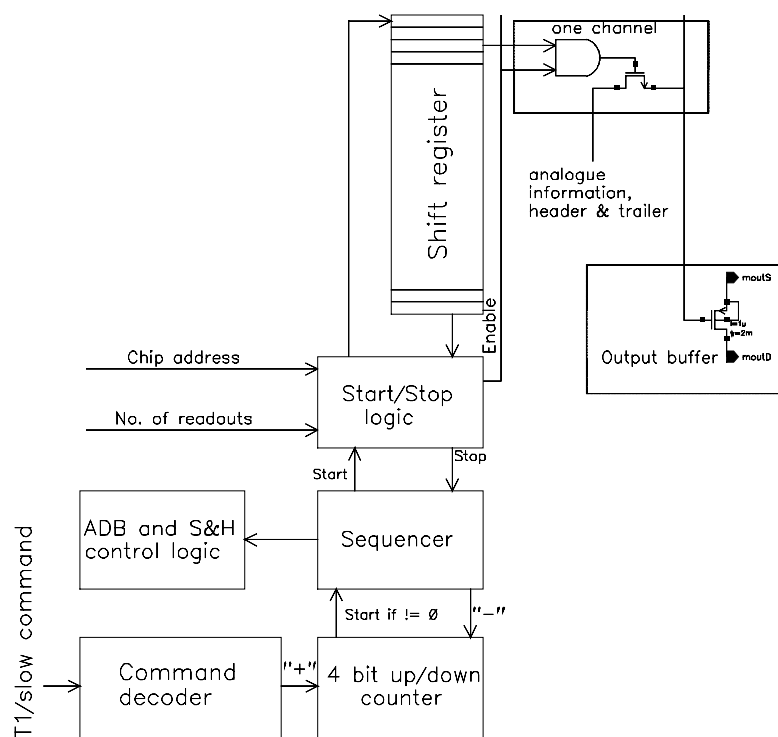 one channel
Shift register
analogue
information,
header & trailer
moutS
l=1u
Output buffer
moutD
Enable
Chip address
Start/Stop
logic
No. of readouts
Start
Stop
ADB and S&H
control logic
Sequencer
T1/slow command
Start if != Ø
"-"
Command
decoder
"+"
4 bit up/down
counter